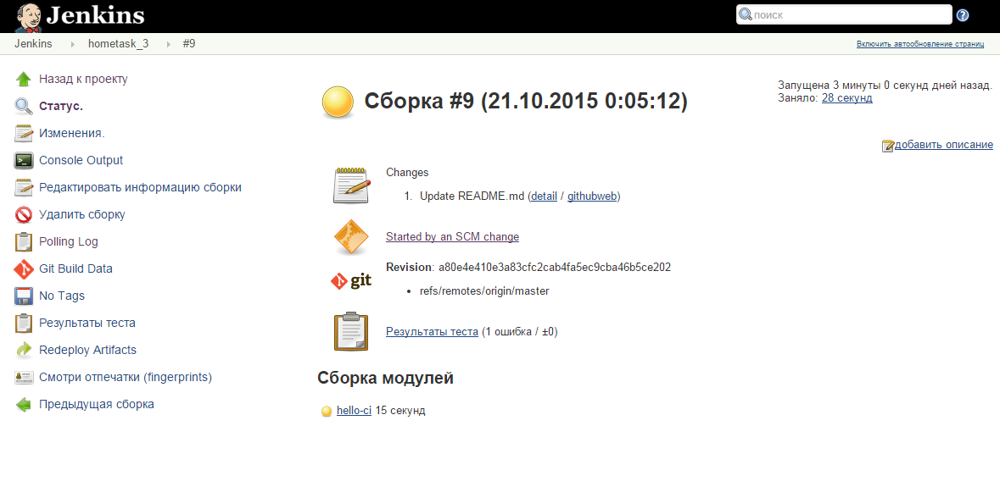 Jenkins
поиск
Jenkins hometask_3 #9
Включить автообновление страниц
Назад к проекту
Статус.
Изменения.
Console Output
Редактировать информацию сборки
Удалить сборку
Polling Log
Git Build Data
No Tags
Результаты теста
Redeploy Artifacts
Смотри отпечатки (fingerprints)
Предыдущая сборка
Сборка #9 (21.10.2015 0:05:12)
Запущена 3 минуты 0 секунд дней назад.
Заняло: 28 секунд
добавить описание
Changes
1. Update README.md (detail / githubweb)
Started by an SCM change
git
Revision: a80e4e410e3a83cfc2cab4fa5ec9cba46b5ce202
• refs/remotes/origin/master
Результаты теста (1 ошибка / ±0)
Сборка модулей
hello-ci 15 секунд